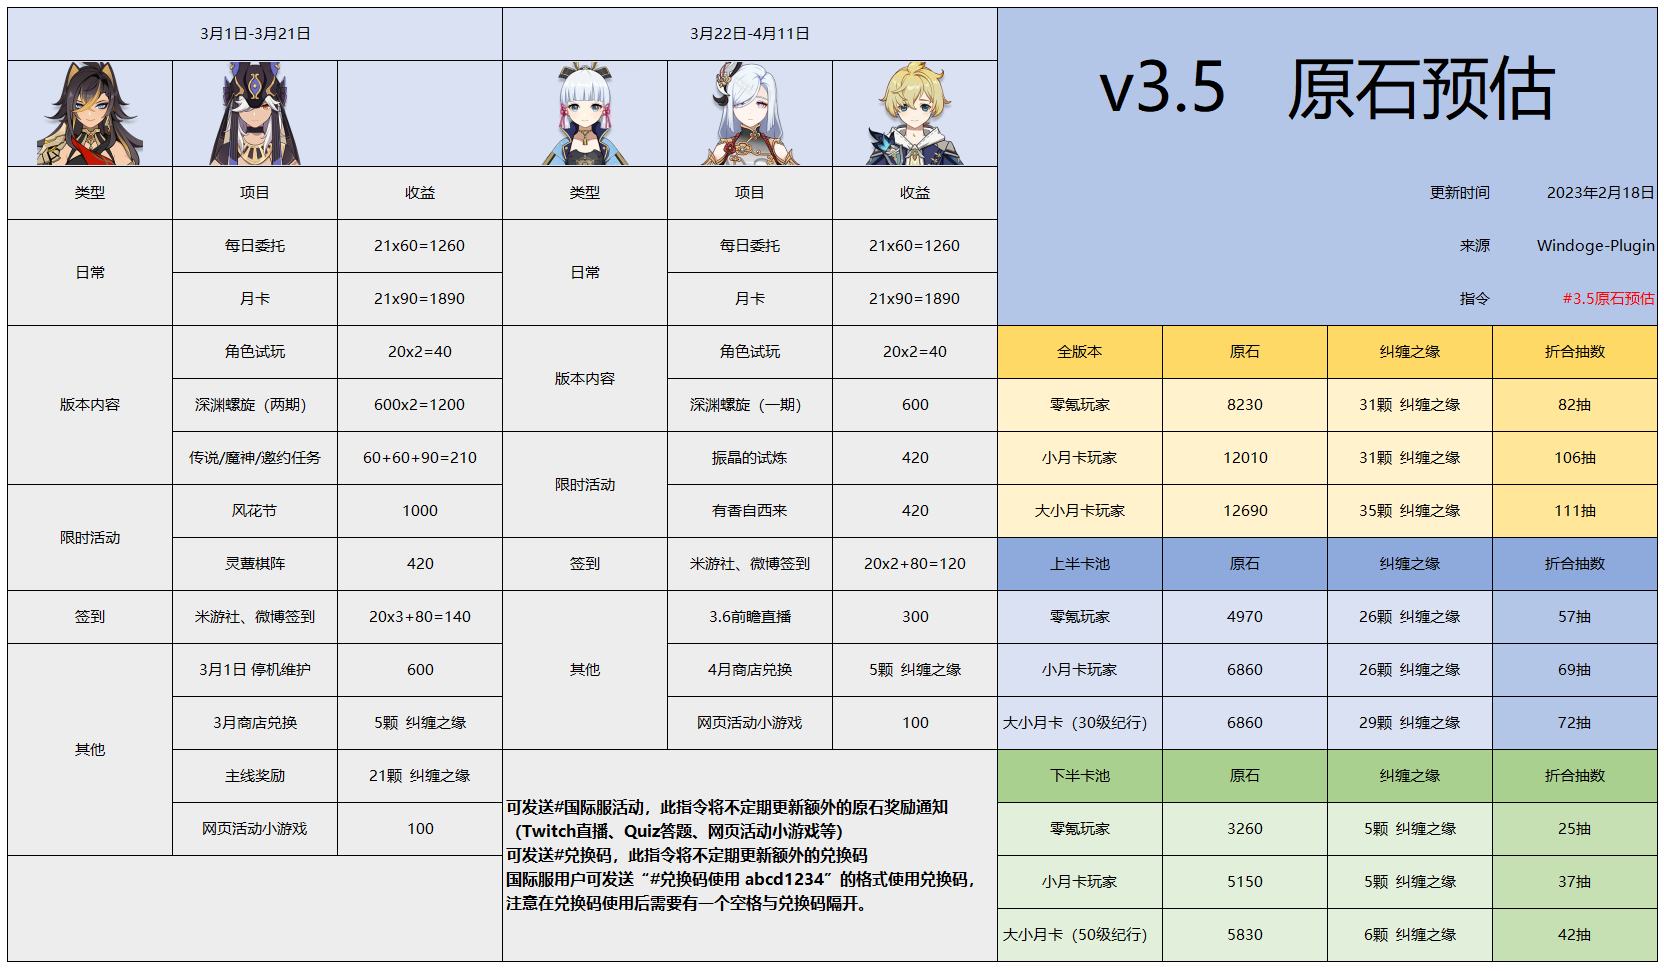 3月1日-3月21日
3月22日-4月11日
v3.5 原石预估
类型 项目 收益 类型 项目 收益
更新时间 2023年2月18日
来源 Windoge-Plugin
指令 #3.5原石预估
日常
每日委托 21x60=1260
月卡 21x90=1890
版本内容
角色试玩 20x2=40
深渊螺旋（两期） 600x2=1200
传说/魔神/邀约任务 60+60+90=210
限时活动
风花节 1000
灵蕈棋阵 420
签到 米游社、微博签到 20x3+80=140
其他
3月1日 停机维护 600
3月商店兑换 5颗 纠缠之缘
主线奖励 21颗 纠缠之缘
网页活动小游戏 100
日常
每日委托 21x60=1260
月卡 21x90=1890
版本内容
角色试玩 20x2=40
深渊螺旋（一期） 600
限时活动
振晶的试炼 420
有香自西来 420
签到 米游社、微博签到 20x2+80=120
其他
3.6前瞻直播 300
4月商店兑换 5颗 纠缠之缘
网页活动小游戏 100
可发送#国际服活动，此指令将不定期更新额外的原石奖励通知
（Twitch直播、Quiz答题、网页活动小游戏等）
可发送#兑换码，此指令将不定期更新额外的兑换码
国际服用户可发送“#兑换码使用 abcd1234”的格式使用兑换码，
注意在兑换码使用后需要有一个空格与兑换码隔开。
全版本 原石 纠缠之缘 折合抽数
零氪玩家 8230 31颗 纠缠之缘 82抽
小月卡玩家 12010 31颗 纠缠之缘 106抽
大小月卡玩家 12690 35颗 纠缠之缘 111抽
上半卡池 原石 纠缠之缘 折合抽数
零氪玩家 4970 26颗 纠缠之缘 57抽
小月卡玩家 6860 26颗 纠缠之缘 69抽
大小月卡（30级纪行） 6860 29颗 纠缠之缘 72抽
下半卡池 原石 纠缠之缘 折合抽数
零氪玩家 3260 5颗 纠缠之缘 25抽
小月卡玩家 5150 5颗 纠缠之缘 37抽
大小月卡（50级纪行） 5830 6颗 纠缠之缘 42抽